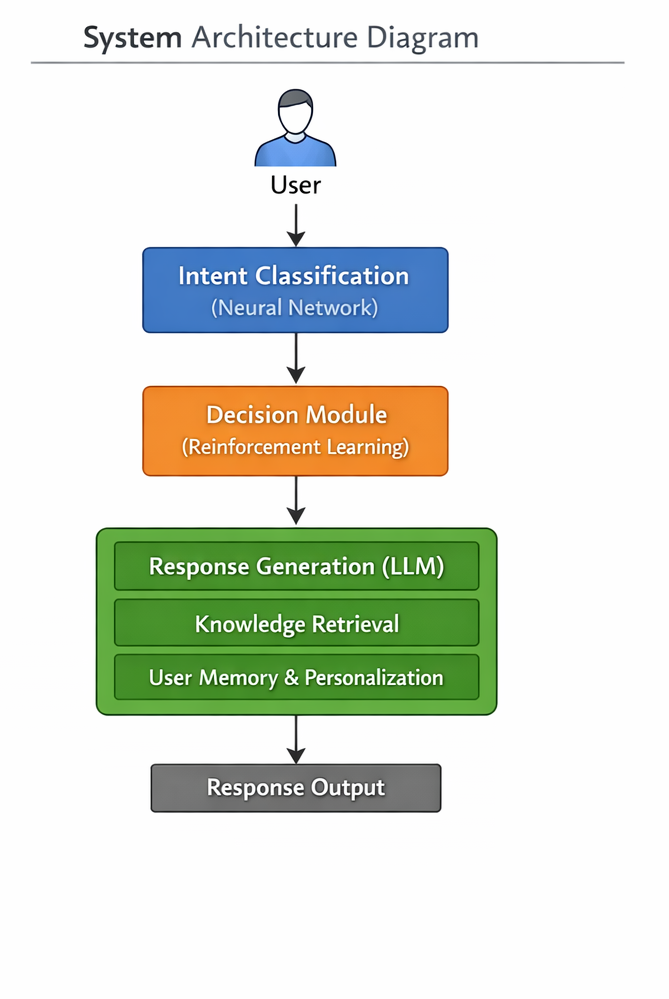 System Architecture Diagram
User
Intent Classification
(Neural Network)
Decision Module
(Reinforcement Learning)
Response Generation (LLM)
Knowledge Retrieval
User Memory & Personalization
Response Output